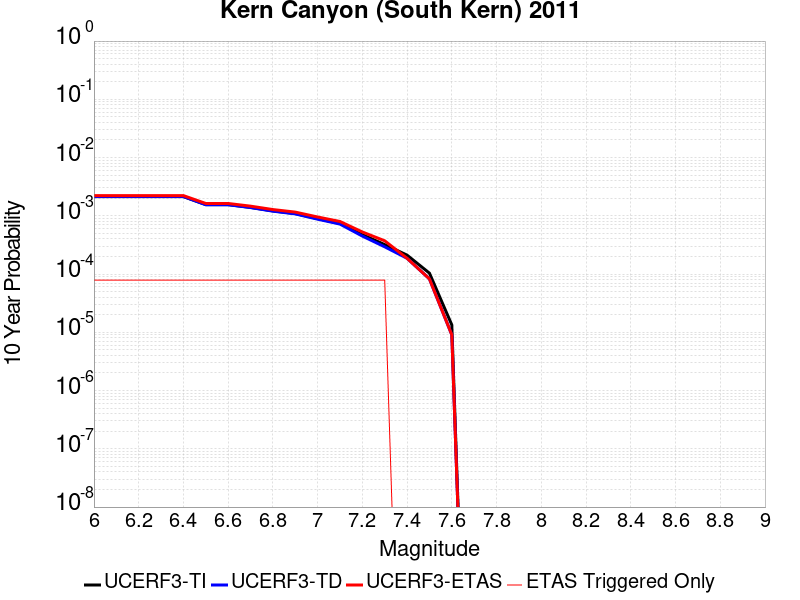 Kern Canyon (South Kern) 2011
10^0
10^-1
10^-2
10^-3
10^-4
10^-5
10^-6
10^-7
10^-8
10 Year Probability
6 6.2 6.4 6.6 6.8 7 7.2 7.4 7.6 7.8 8 8.2 8.4 8.6 8.8 9
Magnitude
UCERF3-TI UCERF3-TD UCERF3-ETAS ETAS Triggered Only